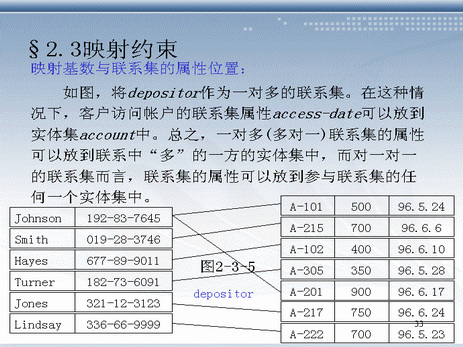 §2.3映射约束
映射基数与联系集的属性位置：
如图，将depositor作为一对多的联系集。在这种情
况下，客户访问帐户的联系集属性access-date可以放到
实体集account中。总之，一对多(多对一)联系集的属性
可以放到联系中“多”的一方的实体集中，而对一对一
的联系集而言，联系集的属性可以放到参与联系集的任
何一个实体集中。
Johnson 192-83-7645
Smith 019-28-3746
Hayes 677-89-9011
Turner 182-73-6091
Jones 321-12-3123
Lindsay 336-66-9999
图2-3-5
depositor
A-101 500 96.5.24
A-215 700 96.6.6
A-102 400 96.6.10
A-305 350 96.5.28
A-201 900 96.6.17
A-217 750 96.6.24
A-222 700 96.5.23
33